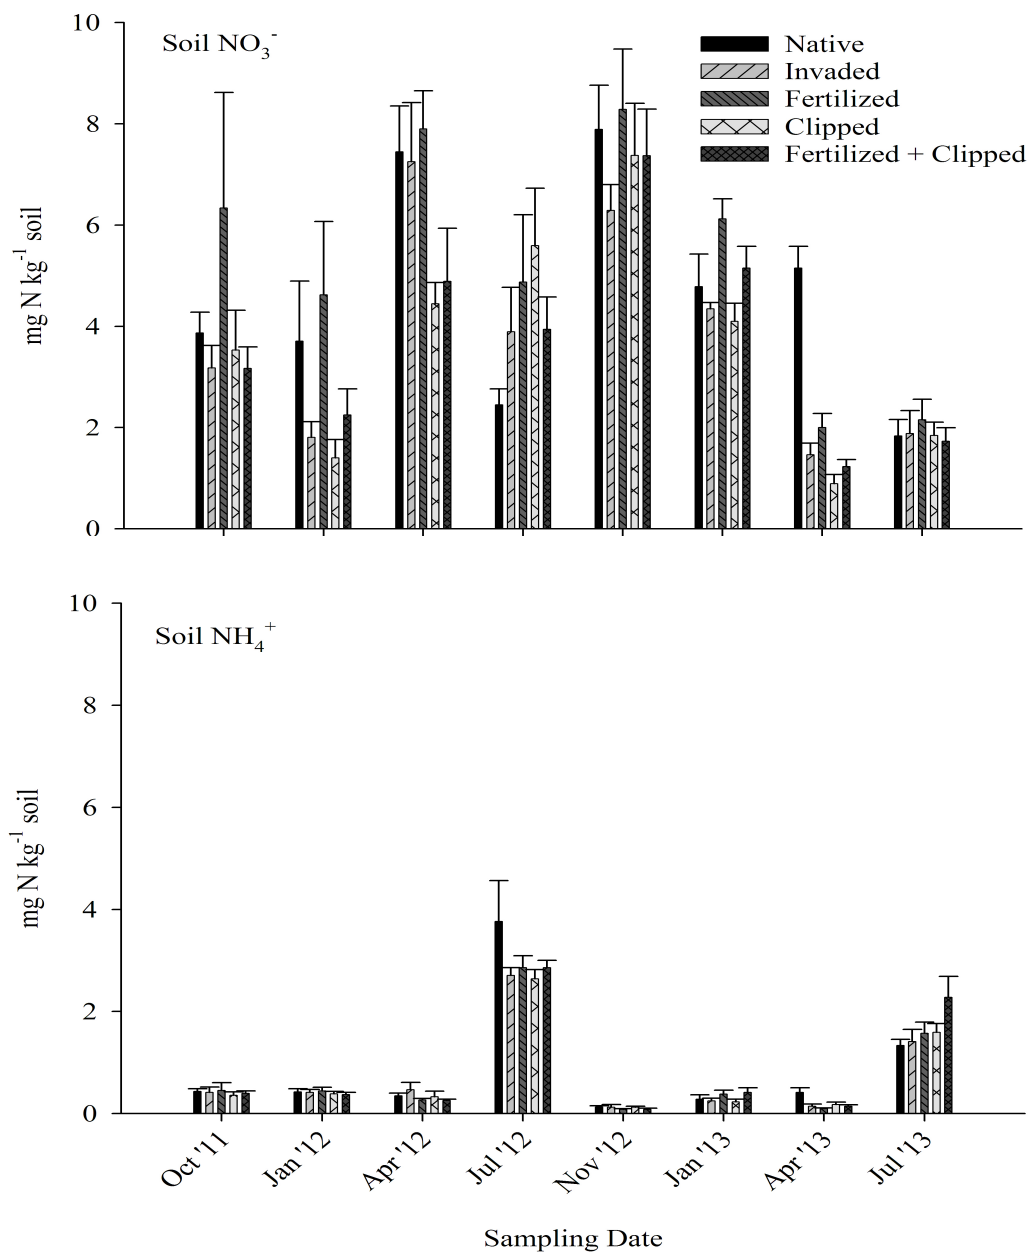 10
Soil NO₃⁻
Native
Invaded
Fertilized
Clipped
Fertilized + Clipped
8
6
4
2
0
mg N kg⁻¹ soil
10
Soil NH₄⁺
8
6
4
2
0
mg N kg⁻¹ soil
Oct '11
Jan '12
Apr '12
Jul '12
Nov '12
Jan '13
Apr '13
Jul '13
Sampling Date